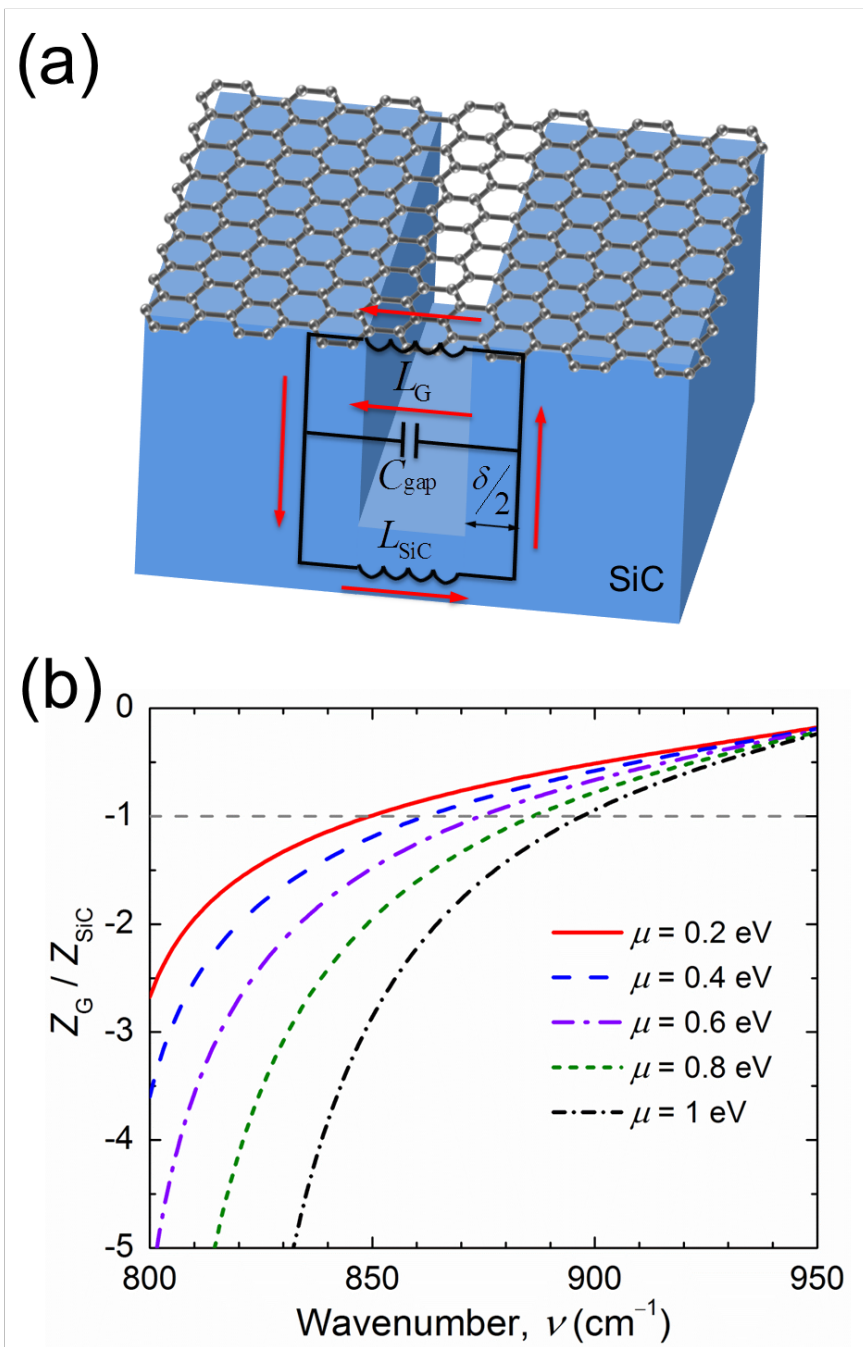 (a)
L_G
C_gap
δ/2
L_SiC
SiC
(b)
0
-1
-2
-3
-4
-5
Z_G / Z_SiC
μ = 0.2 eV
μ = 0.4 eV
μ = 0.6 eV
μ = 0.8 eV
μ = 1 eV
800 850 900 950
Wavenumber, ν (cm⁻¹)